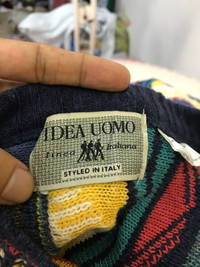 IDEA UOMO
linea italiana
STYLED IN ITALY